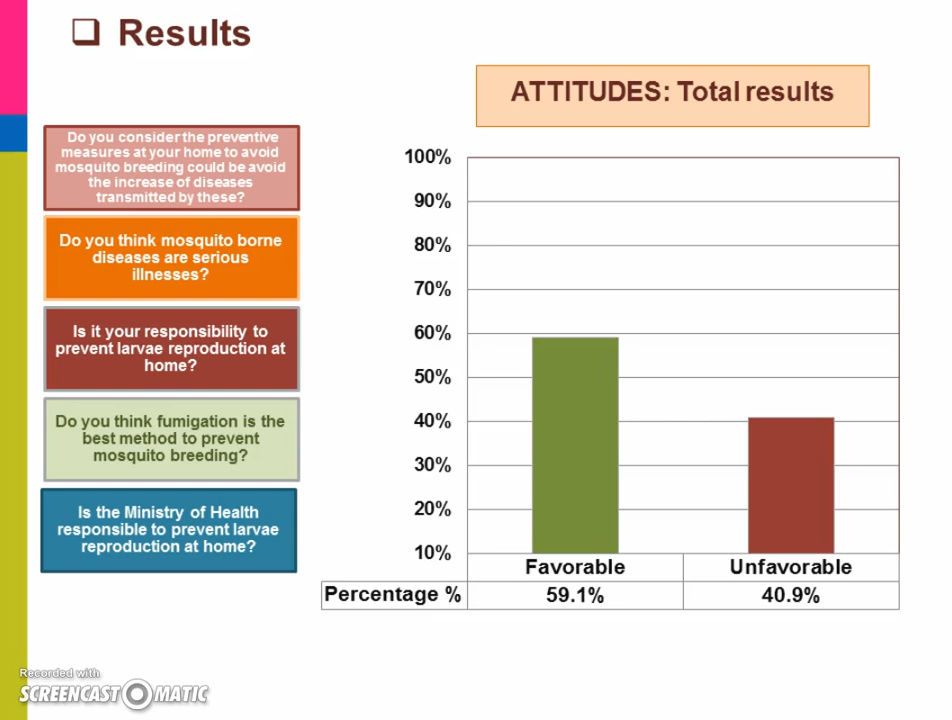 ❑ Results
ATTITUDES: Total results
Do you consider the preventive
measures at your home to avoid
mosquito breeding could be avoid
the increase of diseases
transmitted by these?
Do you think mosquito borne
diseases are serious
illnesses?
Is it your responsibility to
prevent larvae reproduction at
home?
Do you think fumigation is the
best method to prevent
mosquito breeding?
Is the Ministry of Health
responsible to prevent larvae
reproduction at home?
100%
90%
80%
70%
60%
50%
40%
30%
20%
10%
Favorable Unfavorable
Percentage % 59.1% 40.9%
Recorded with
SCREENCAST-O-MATIC